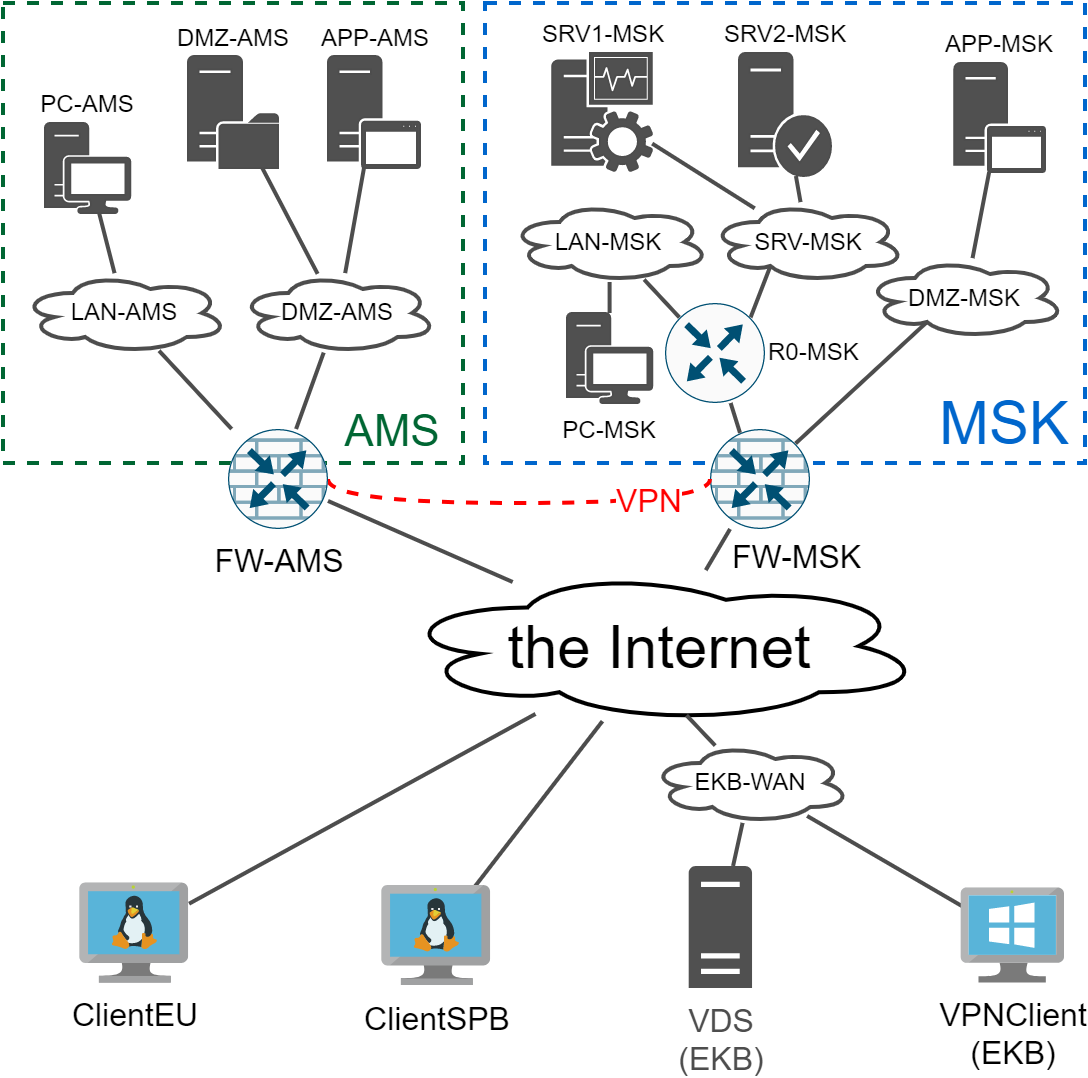 DMZ-AMS
APP-AMS
PC-AMS
LAN-AMS
DMZ-AMS
AMS
SRV1-MSK
SRV2-MSK
APP-MSK
LAN-MSK
SRV-MSK
DMZ-MSK
R0-MSK
PC-MSK
MSK
VPN
FW-AMS
FW-MSK
the Internet
EKB-WAN
ClientEU
ClientSPB
VDS
(EKB)
VPNClient
(EKB)